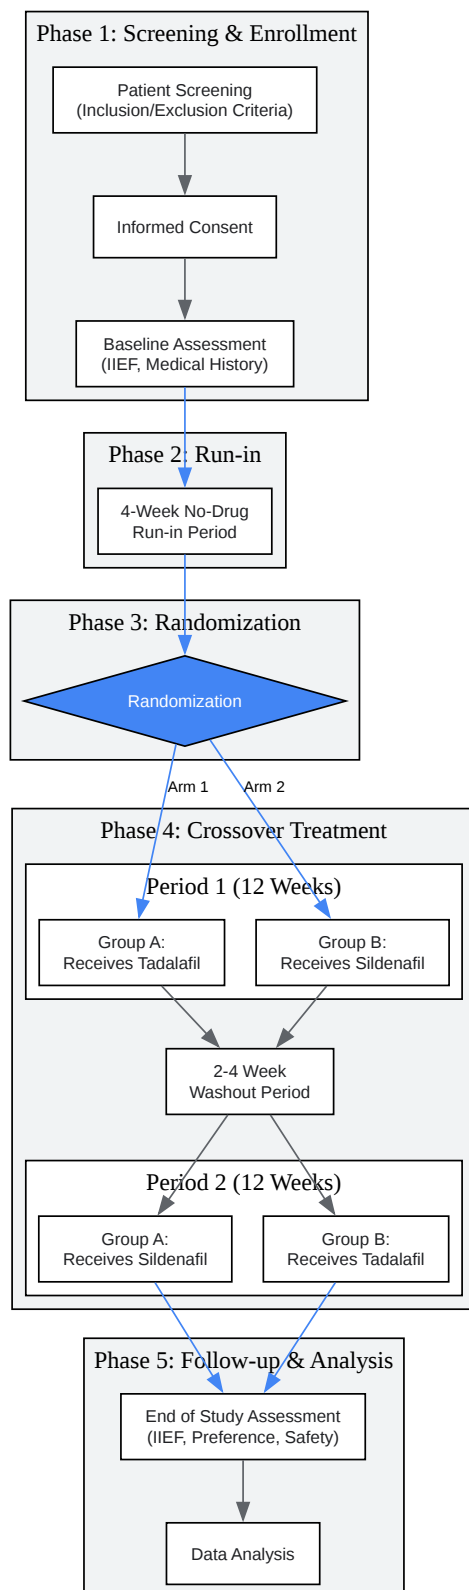 Phase 1: Screening & Enrollment
Patient Screening
(Inclusion/Exclusion Criteria)
Informed Consent
Baseline Assessment
(IIEF, Medical History)
Phase 2: Run-in
4-Week No-Drug
Run-in Period
Phase 3: Randomization
Randomization
Arm 1
Arm 2
Phase 4: Crossover Treatment
Period 1 (12 Weeks)
Group A:
Receives Tadalafil
Group B:
Receives Sildenafil
2-4 Week
Washout Period
Period 2 (12 Weeks)
Group A:
Receives Sildenafil
Group B:
Receives Tadalafil
Phase 5: Follow-up & Analysis
End of Study Assessment
(IIEF, Preference, Safety)
Data Analysis